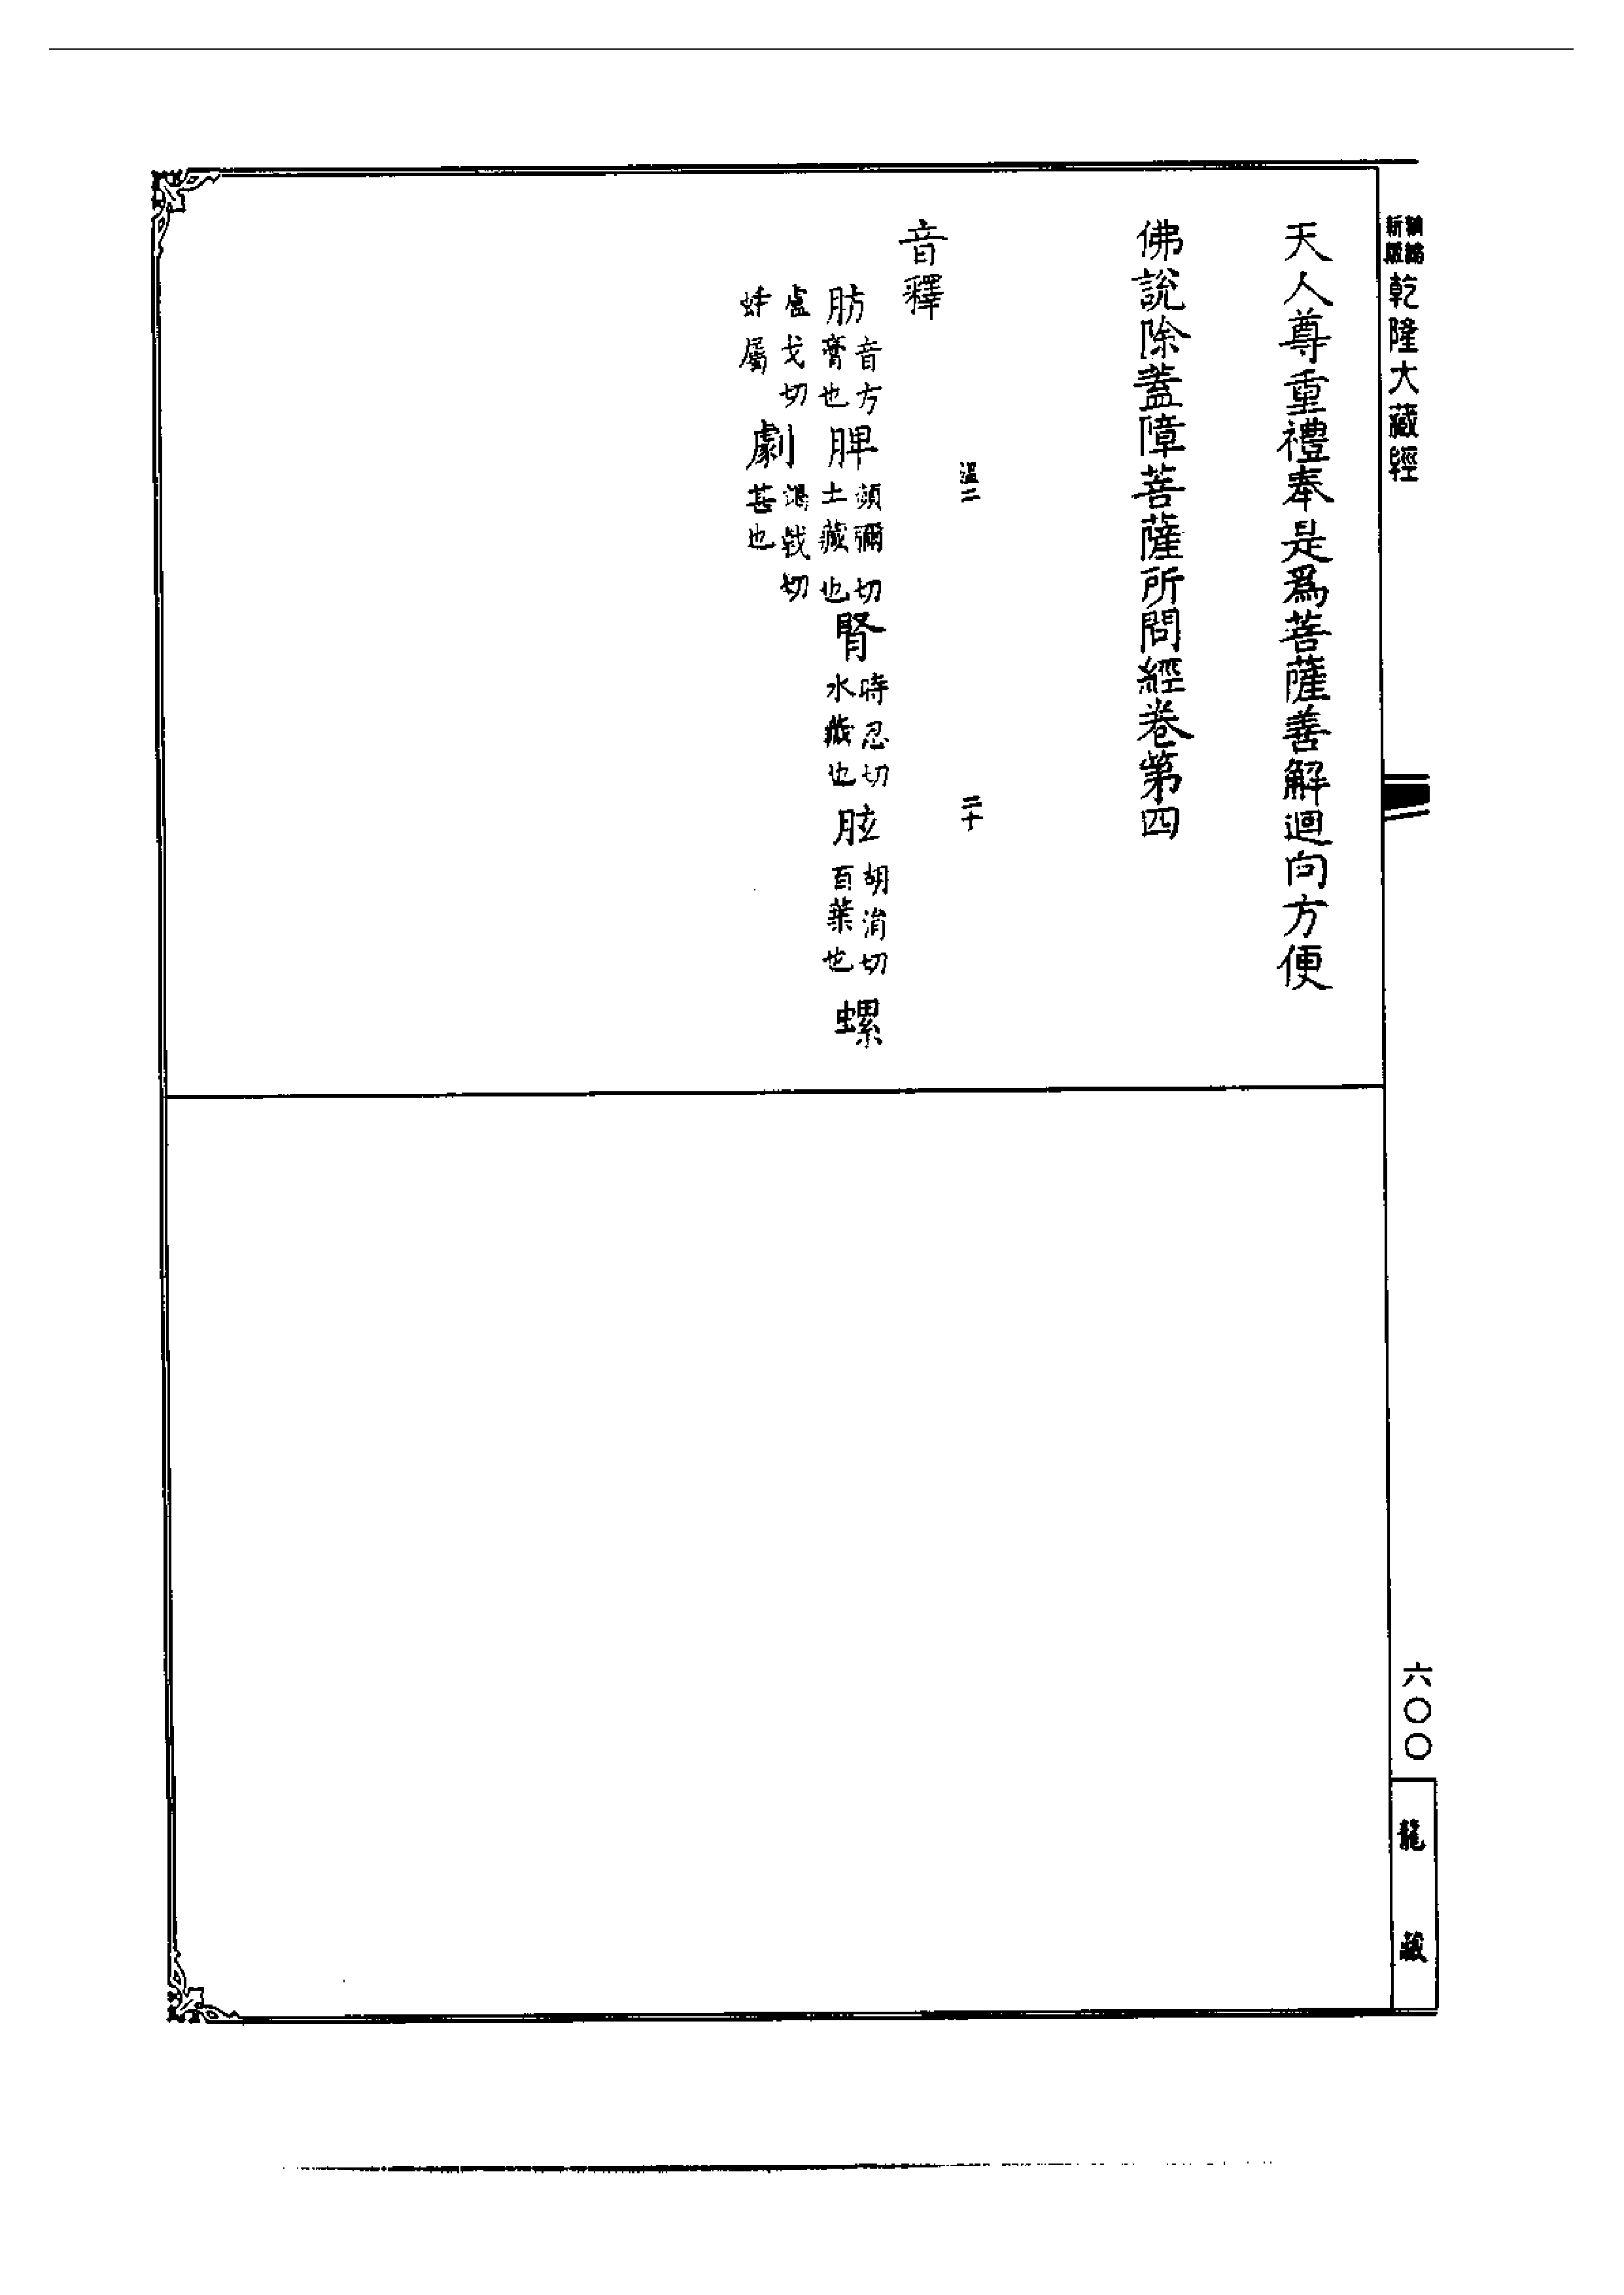 新編
新版
乾隆大藏經
六〇〇
龍藏
天人尊重禮奉是爲菩薩善解迴向方便
佛說除蓋障菩薩所問經卷第四
溫二
二十
音釋
肪音方膏也脾頻彌切土藏也腎時忍切水藏也胘胡涓切百葉也螺
盧戈切蚌屬劇竭戟切甚也